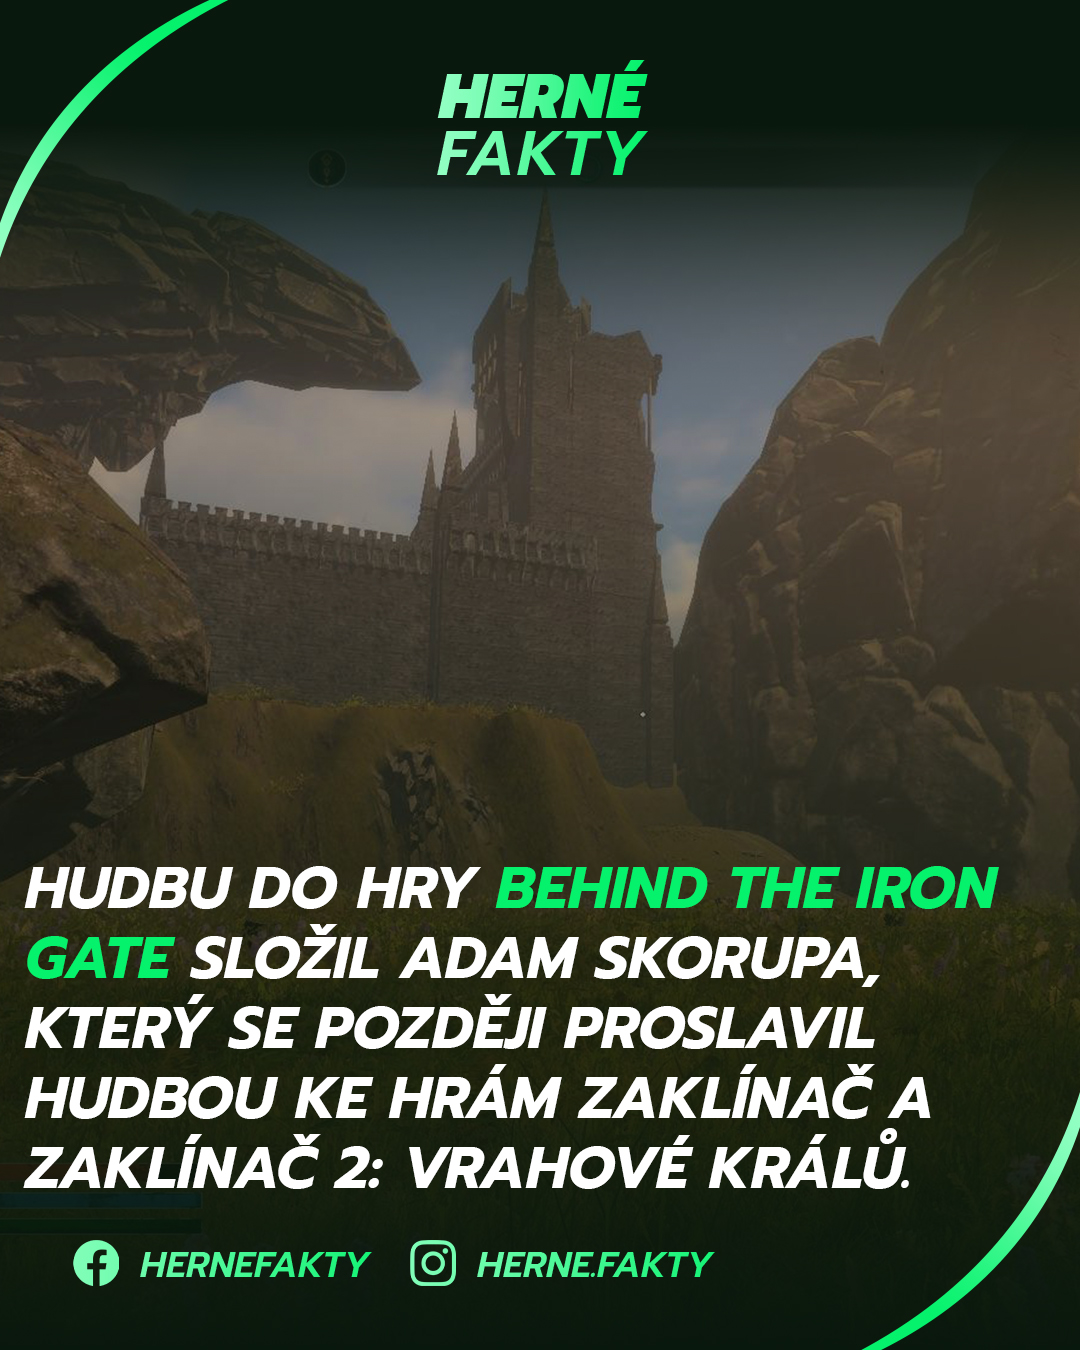 HERNÉ
FAKTY
HUDBU DO HRY BEHIND THE IRON
GATE SLOŽIL ADAM SKORUPA,
KTERÝ SE POZDĚJI PROSLAVIL
HUDBOU KE HRÁM ZAKLÍNAČ A
ZAKLÍNAČ 2: VRAHOVÉ KRÁLŮ.
HERNEFAKTY HERNE.FAKTY